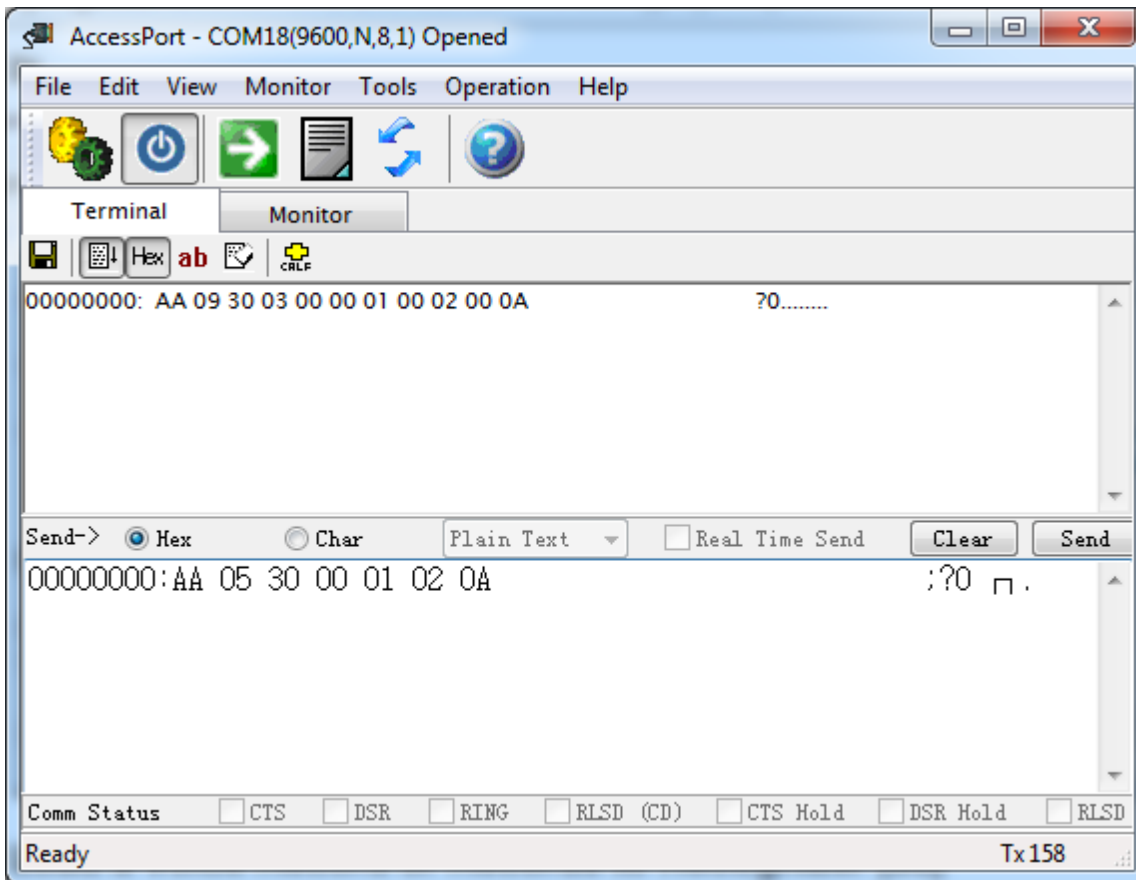 AccessPort - COM18(9600,N,8,1) Opened
File Edit View Monitor Tools Operation Help
Terminal Monitor
Hex ab CRLF
00000000: AA 09 30 03 00 00 01 00 02 00 0A ?0........
Send-> Hex Char Plain Text Real Time Send Clear Send
00000000:AA 05 30 00 01 02 0A ;?0 ┌┐.
Comm Status CTS DSR RING RLSD (CD) CTS Hold DSR Hold RLSD
Ready Tx 158